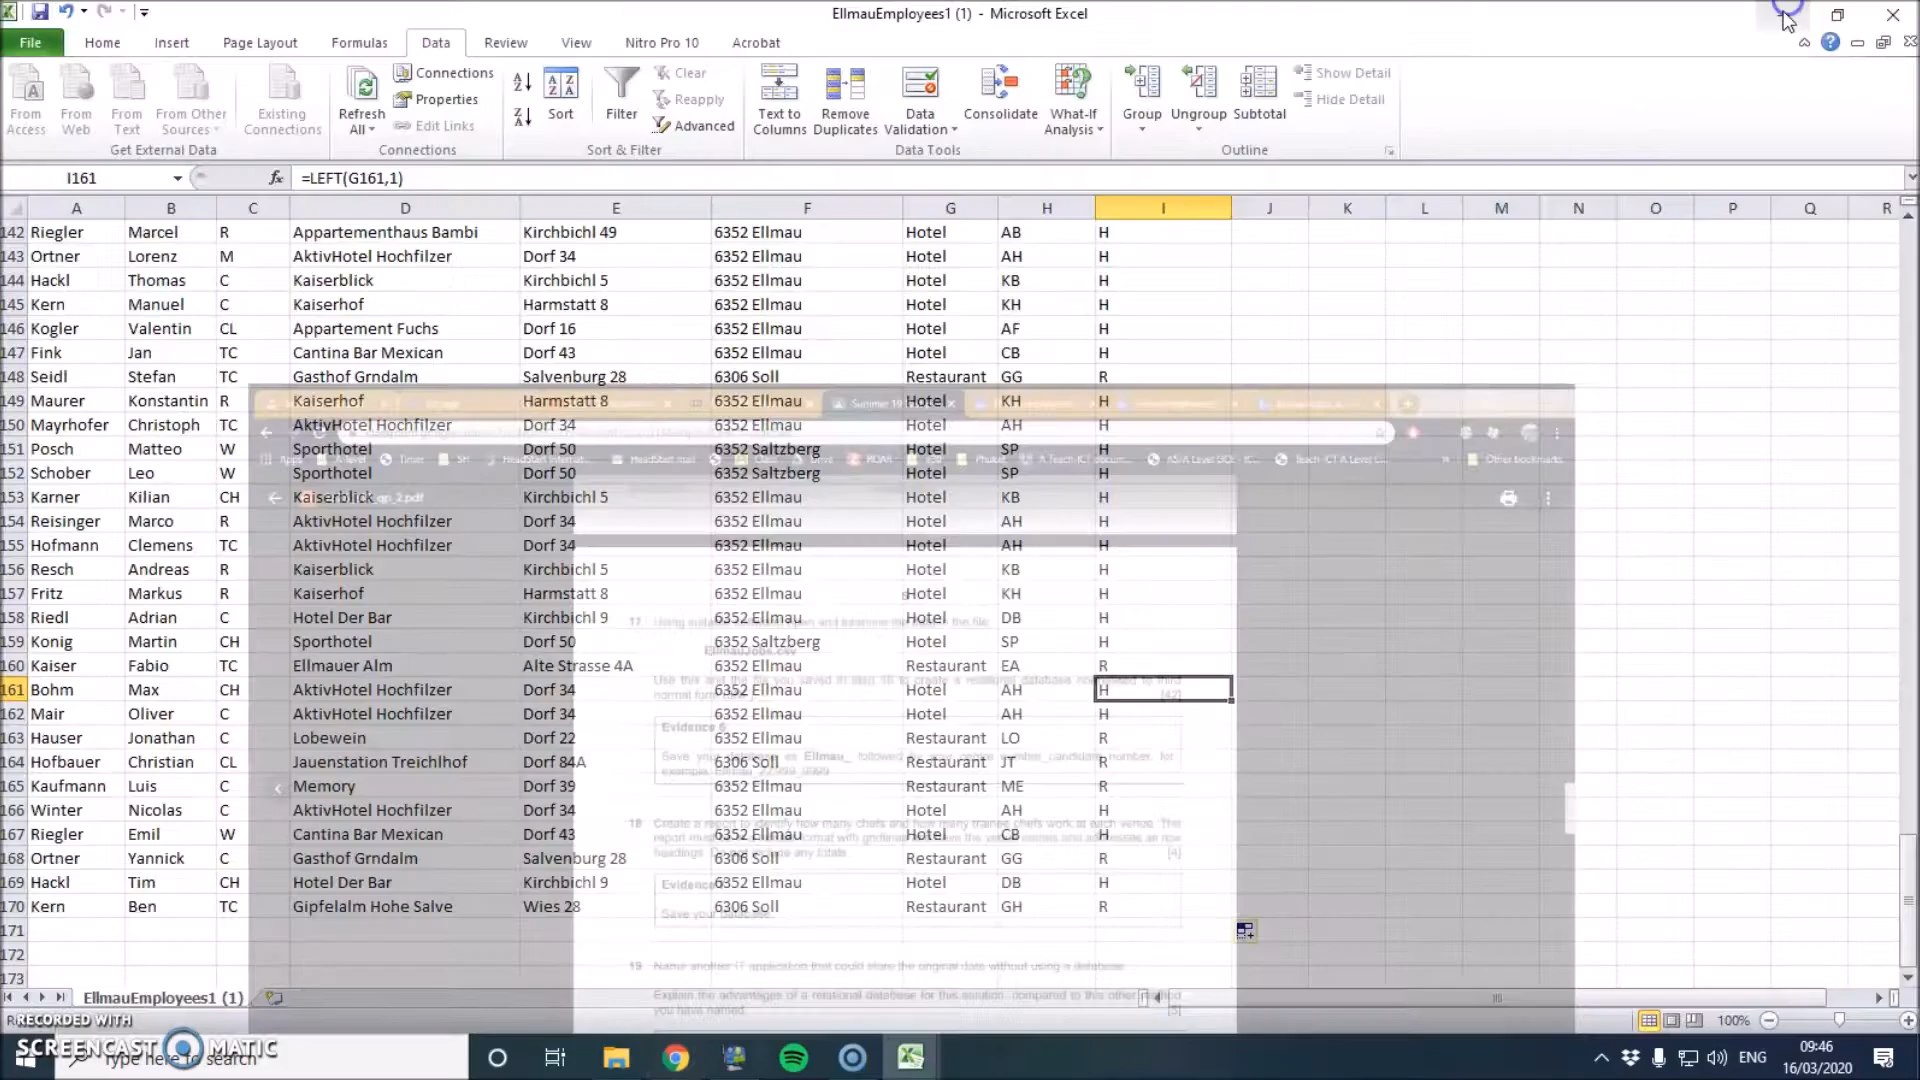 EllmauEmployees1 (1) - Microsoft Excel
File Home Insert Page Layout Formulas Data Review View Nitro Pro 10 Acrobat
From Access From Web From Text From Other Sources Existing Connections Refresh All Connections Properties Edit Links Sort Filter Clear Reapply Advanced Text to Columns Remove Duplicates Data Validation Consolidate What-If Analysis Group Ungroup Subtotal Show Detail Hide Detail
Get External Data Connections Sort & Filter Data Tools Outline
I161 fx =LEFT(G161,1)
A B C D E F G H I J K L M N O P Q R
142 Riegler Marcel R Appartementhaus Bambi Kirchbichl 49 6352 Ellmau Hotel AB H
143 Ortner Lorenz M AktivHotel Hochfilzer Dorf 34 6352 Ellmau Hotel AH H
144 Hackl Thomas C Kaiserblick Kirchbichl 5 6352 Ellmau Hotel KB H
145 Kern Manuel C Kaiserhof Harmstatt 8 6352 Ellmau Hotel KH H
146 Kogler Valentin CL Appartement Fuchs Dorf 16 6352 Ellmau Hotel AF H
147 Fink Jan TC Cantina Bar Mexican Dorf 43 6352 Ellmau Hotel CB H
148 Seidl Stefan TC Gasthof Grndalm Salvenburg 28 6306 Soll Restaurant GG R
149 Maurer Konstantin R Kaiserhof Harmstatt 8 6352 Ellmau Hotel KH H
150 Mayrhofer Christoph TC AktivHotel Hochfilzer Dorf 34 6352 Ellmau Hotel AH H
151 Posch Matteo W Sporthotel Dorf 50 6352 Saltzberg Hotel SP H
152 Schober Leo W Sporthotel Dorf 50 6352 Saltzberg Hotel SP H
153 Karner Kilian CH Kaiserblick Kirchbichl 5 6352 Ellmau Hotel KB H
154 Reisinger Marco R AktivHotel Hochfilzer Dorf 34 6352 Ellmau Hotel AH H
155 Hofmann Clemens TC AktivHotel Hochfilzer Dorf 34 6352 Ellmau Hotel AH H
156 Resch Andreas R Kaiserblick Kirchbichl 5 6352 Ellmau Hotel KB H
157 Fritz Markus R Kaiserhof Harmstatt 8 6352 Ellmau Hotel KH H
158 Riedl Adrian C Hotel Der Bar Kirchbichl 9 6352 Ellmau Hotel DB H
159 Konig Martin CH Sporthotel Dorf 50 6352 Saltzberg Hotel SP H
160 Kaiser Fabio TC Ellmauer Alm Alte Strasse 4A 6352 Ellmau Restaurant EA R
161 Bohm Max CH AktivHotel Hochfilzer Dorf 34 6352 Ellmau Hotel AH H
162 Mair Oliver C AktivHotel Hochfilzer Dorf 34 6352 Ellmau Hotel AH H
163 Hauser Jonathan C Lobewein Dorf 22 6352 Ellmau Restaurant LO R
164 Hofbauer Christian CL Jauenstation Treichlhof Dorf 84A 6306 Soll Restaurant JT R
165 Kaufmann Luis C Memory Dorf 39 6352 Ellmau Restaurant ME R
166 Winter Nicolas C AktivHotel Hochfilzer Dorf 34 6352 Ellmau Hotel AH H
167 Riegler Emil W Cantina Bar Mexican Dorf 43 6352 Ellmau Hotel CB H
168 Ortner Yannick C Gasthof Grndalm Salvenburg 28 6306 Soll Restaurant GG R
169 Hackl Tim CH Hotel Der Bar Kirchbichl 9 6352 Ellmau Hotel DB H
170 Kern Ben TC Gipfelalm Hohe Salve Wies 28 6306 Soll Restaurant GH R
171
172
173
EllmauEmployees1 (1)
100%
RECORDED WITH
SCREENCAST MATIC
Type here to search
ENG 09:46
16/03/2020